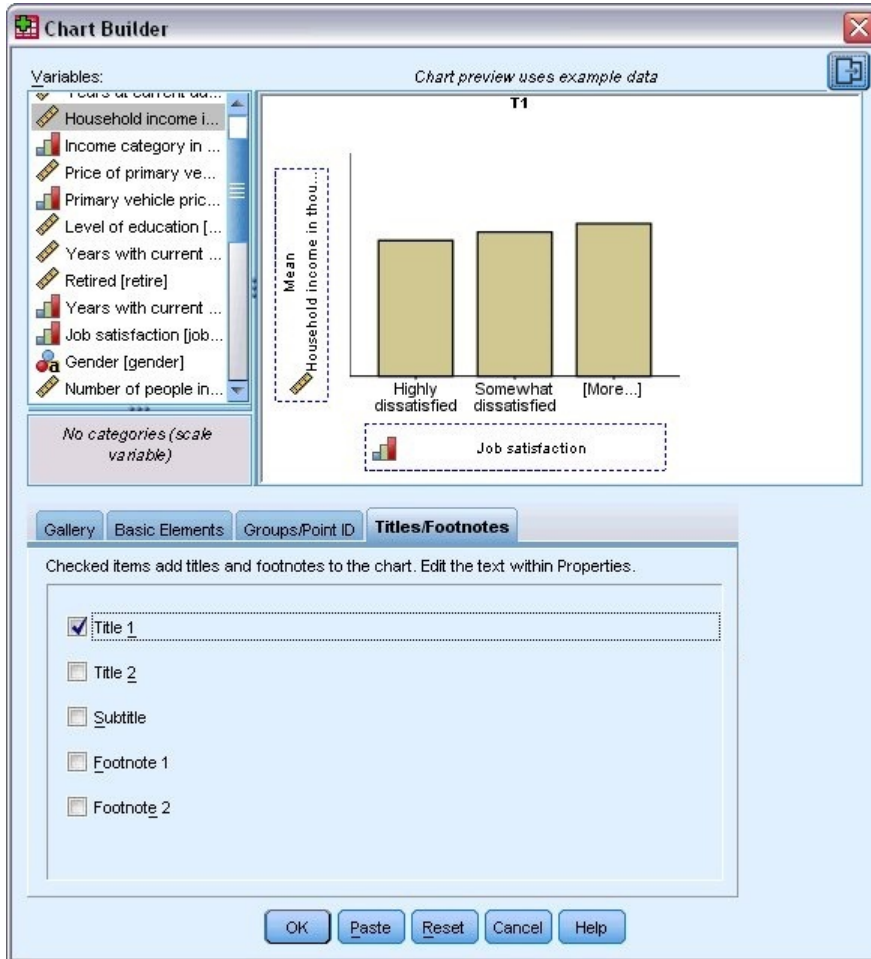 Chart Builder
Variables:
Chart preview uses example data
Years at current ad...
Household income i...
Income category in ...
Price of primary ve...
Primary vehicle pric...
Level of education [...
Years with current ...
Retired [retire]
Years with current ...
Job satisfaction [job...
Gender [gender]
Number of people in...
No categories (scale
variable)
T1
Mean
Household income in thou...
Highly
dissatisfied
Somewhat
dissatisfied
[More...]
Job satisfaction
Gallery
Basic Elements
Groups/Point ID
Titles/Footnotes
Checked items add titles and footnotes to the chart. Edit the text within Properties.
Title 1
Title 2
Subtitle
Footnote 1
Footnote 2
OK
Paste
Reset
Cancel
Help